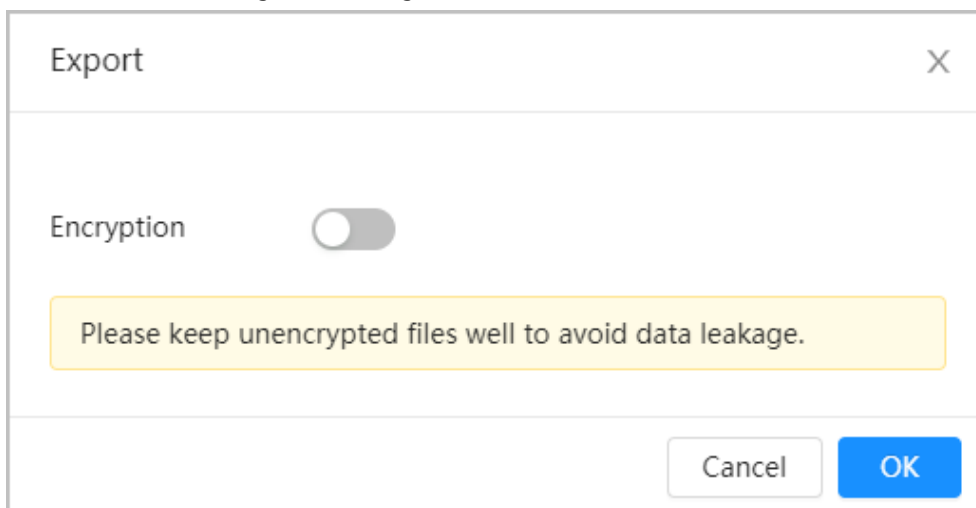 Export
X
Encryption
Please keep unencrypted files well to avoid data leakage.
Cancel OK